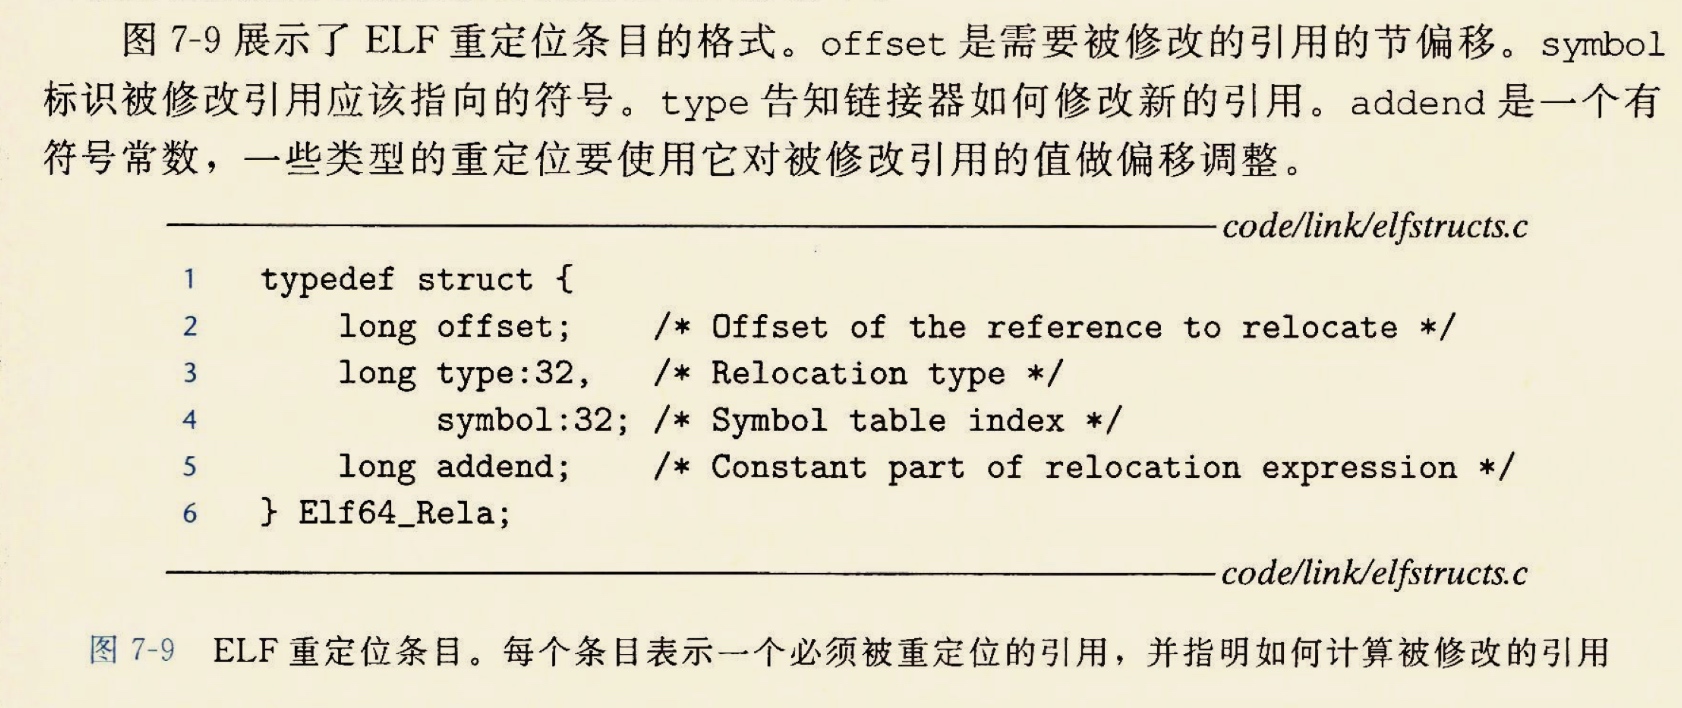 图 7-9 展示了 ELF 重定位条目的格式。offset 是需要被修改的引用的节偏移。symbol
标识被修改引用应该指向的符号。type 告知链接器如何修改新的引用。addend 是一个有
符号常数，一些类型的重定位要使用它对被修改引用的值做偏移调整。
code/link/elfstructs.c
1 typedef struct {
2     long offset;    /* Offset of the reference to relocate */
3     long type:32,   /* Relocation type */
4          symbol:32; /* Symbol table index */
5     long addend;    /* Constant part of relocation expression */
6 } Elf64_Rela;
code/link/elfstructs.c
图 7-9 ELF 重定位条目。每个条目表示一个必须被重定位的引用，并指明如何计算被修改的引用